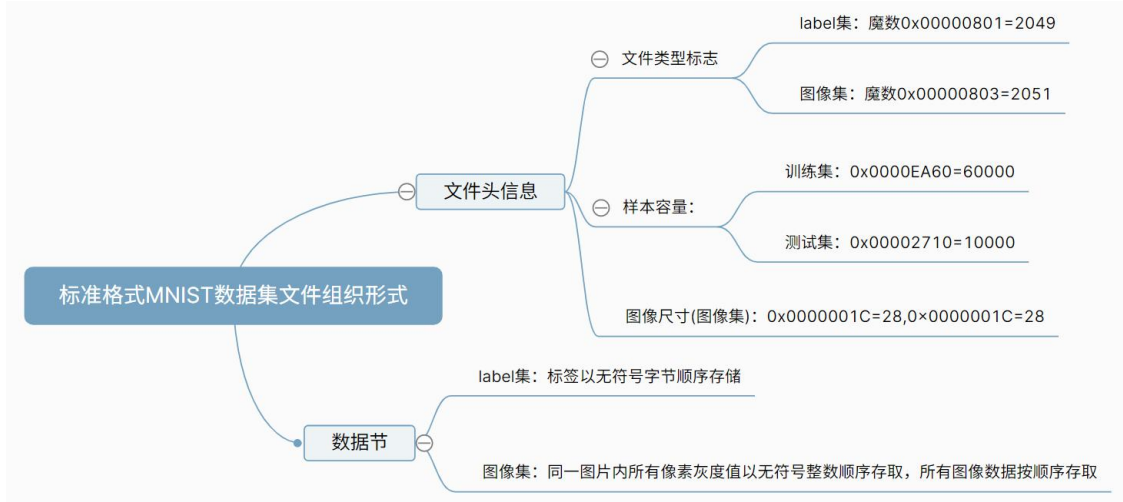 标准格式MNIST数据集文件组织形式
文件头信息
文件类型标志
label集：魔数0x00000801=2049
图像集：魔数0x00000803=2051
样本容量：
训练集：0x0000EA60=60000
测试集：0x00002710=10000
图像尺寸(图像集)：0x0000001C=28,0×0000001C=28
数据节
label集：标签以无符号字节顺序存储
图像集：同一图片内所有像素灰度值以无符号整数顺序存取，所有图像数据按顺序存取